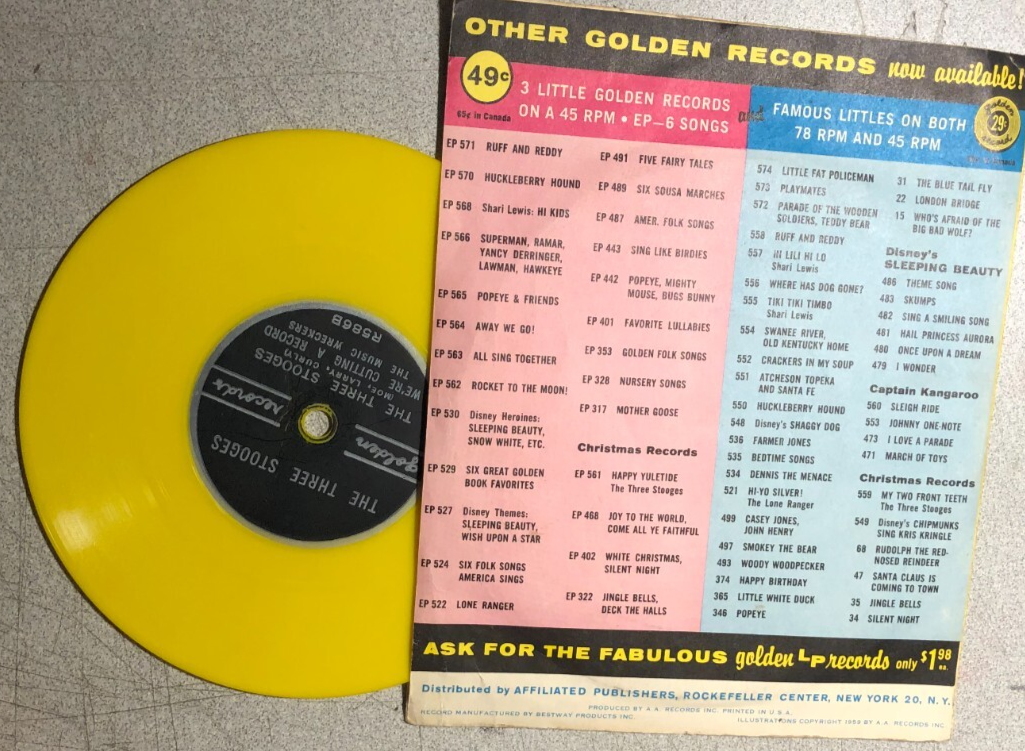 OTHER GOLDEN RECORDS now available!
49¢
65¢ in Canada
3 LITTLE GOLDEN RECORDS
ON A 45 RPM • EP—6 SONGS
and
FAMOUS LITTLES ON BOTH
78 RPM AND 45 RPM
Golden
29¢
Record
EP 571 RUFF AND REDDY
EP 570 HUCKLEBERRY HOUND
EP 568 Shari Lewis: HI KIDS
EP 566 SUPERMAN, RAMAR,
YANCY DERRINGER,
LAWMAN, HAWKEYE
EP 565 POPEYE & FRIENDS
EP 564 AWAY WE GO!
EP 563 ALL SING TOGETHER
EP 562 ROCKET TO THE MOON!
EP 530 Disney Heroines:
SLEEPING BEAUTY,
SNOW WHITE, ETC.
EP 529 SIX GREAT GOLDEN
BOOK FAVORITES
EP 527 Disney Themes:
SLEEPING BEAUTY,
WISH UPON A STAR
EP 524 SIX FOLK SONGS
AMERICA SINGS
EP 522 LONE RANGER
EP 491 FIVE FAIRY TALES
EP 489 SIX SOUSA MARCHES
EP 487 AMER. FOLK SONGS
EP 443 SING LIKE BIRDIES
EP 442 POPEYE, MIGHTY
MOUSE, BUGS BUNNY
EP 401 FAVORITE LULLABIES
EP 353 GOLDEN FOLK SONGS
EP 328 NURSERY SONGS
EP 317 MOTHER GOOSE
Christmas Records
EP 561 HAPPY YULETIDE
The Three Stooges
EP 468 JOY TO THE WORLD,
COME ALL YE FAITHFUL
EP 402 WHITE CHRISTMAS,
SILENT NIGHT
EP 322 JINGLE BELLS,
DECK THE HALLS
574 LITTLE FAT POLICEMAN
573 PLAYMATES
572 PARADE OF THE WOODEN
SOLDIERS, TEDDY BEAR
558 RUFF AND REDDY
557 HI LILI HI LO
Shari Lewis
556 WHERE HAS DOG GONE?
555 TIKI TIKI TIMBO
Shari Lewis
554 SWANEE RIVER,
OLD KENTUCKY HOME
552 CRACKERS IN MY SOUP
551 ATCHESON TOPEKA
AND SANTA FE
550 HUCKLEBERRY HOUND
548 Disney's SHAGGY DOG
536 FARMER JONES
535 BEDTIME SONGS
534 DENNIS THE MENACE
521 HI-YO SILVER!
The Lone Ranger
499 CASEY JONES,
JOHN HENRY
497 SMOKEY THE BEAR
493 WOODY WOODPECKER
374 HAPPY BIRTHDAY
365 LITTLE WHITE DUCK
346 POPEYE
31 THE BLUE TAIL FLY
22 LONDON BRIDGE
15 WHO'S AFRAID OF THE
BIG BAD WOLF?
Disney's
SLEEPING BEAUTY
486 THEME SONG
483 SKUMPS
482 SING A SMILING SONG
481 HAIL PRINCESS AURORA
480 ONCE UPON A DREAM
479 I WONDER
Captain Kangaroo
560 SLEIGH RIDE
553 JOHNNY ONE-NOTE
473 I LOVE A PARADE
471 MARCH OF TOYS
Christmas Records
559 MY TWO FRONT TEETH
The Three Stooges
549 Disney's CHIPMUNKS
SING KRIS KRINGLE
68 RUDOLPH THE RED-
NOSED REINDEER
47 SANTA CLAUS IS
COMING TO TOWN
35 JINGLE BELLS
34 SILENT NIGHT
ASK FOR THE FABULOUS golden LP records only $1.98 ea.
Distributed by AFFILIATED PUBLISHERS, ROCKEFELLER CENTER, NEW YORK 20, N.Y.
PRODUCED BY A.A. RECORDS INC. PRINTED IN U.S.A.
RECORD MANUFACTURED BY BESTWAY PRODUCTS INC.
ILLUSTRATIONS COPYRIGHT 1959 BY A.A. RECORDS INC.
THE THREE STOOGES
golden records
THE THREE STOOGES
(MOE, LARRY, CURLY)
WE'RE CUTTING A RECORD
THE MUSIC WRECKERS
R586B